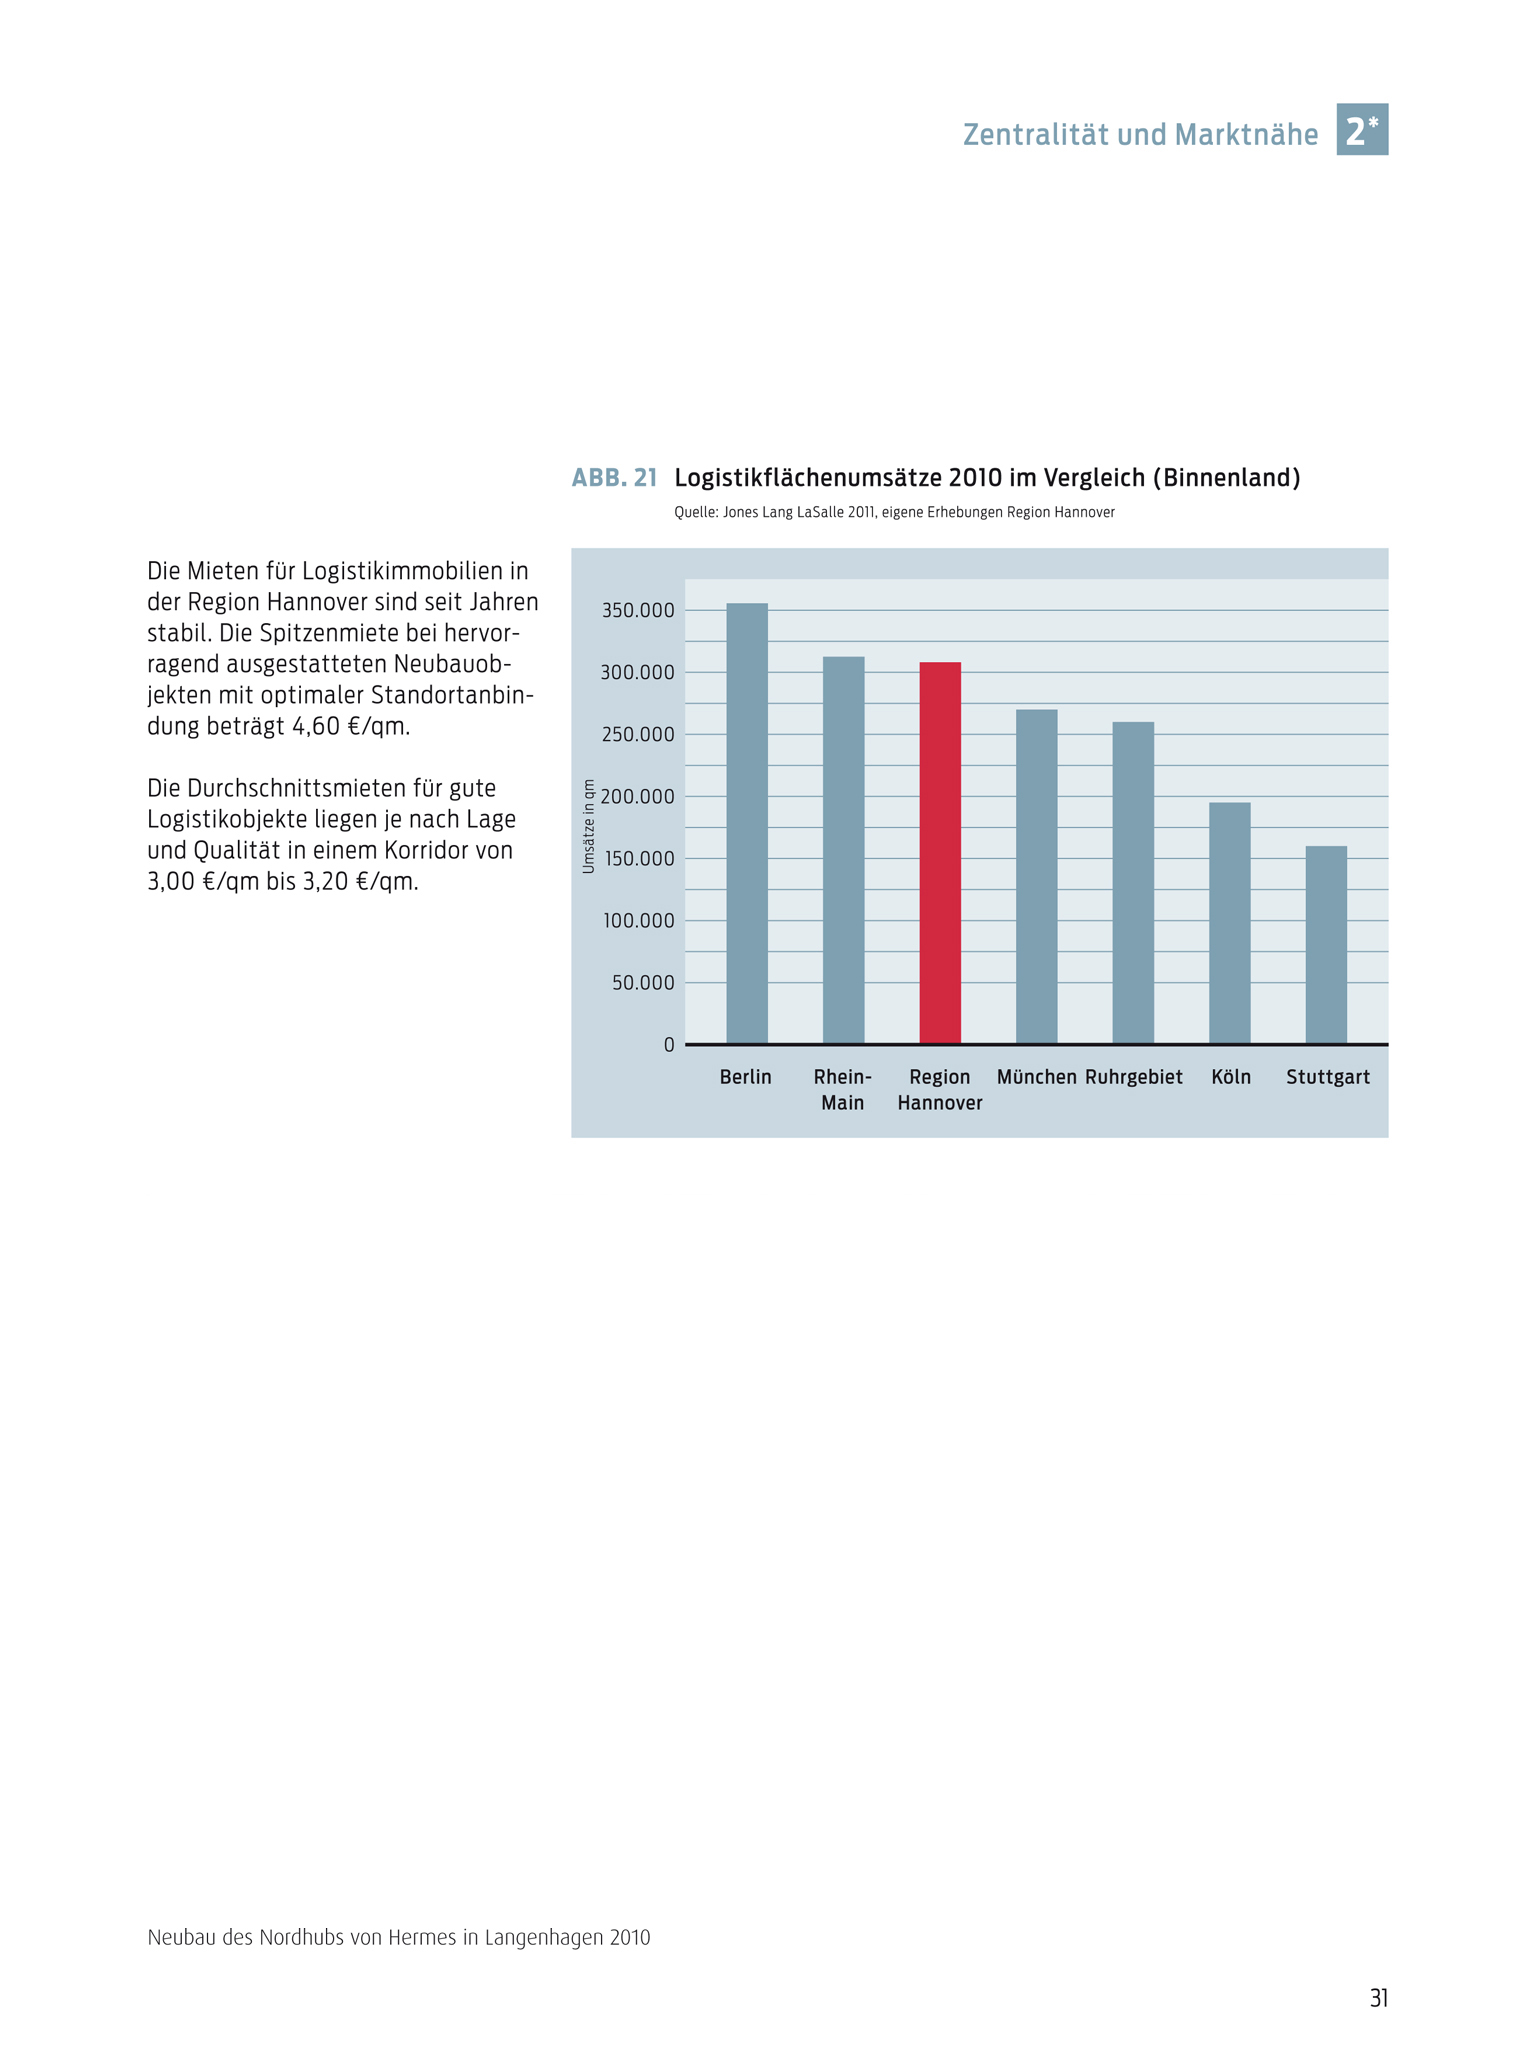 Zentralität und Marktnähe 2*
ABB. 21 Logistikflächenumsätze 2010 im Vergleich (Binnenland)
Quelle: Jones Lang LaSalle 2011, eigene Erhebungen Region Hannover
Die Mieten für Logistikimmobilien in
der Region Hannover sind seit Jahren
stabil. Die Spitzenmiete bei hervor-
ragend ausgestatteten Neubauob-
jekten mit optimaler Standortanbin-
dung beträgt 4,60 €/qm.
Die Durchschnittsmieten für gute
Logistikobjekte liegen je nach Lage
und Qualität in einem Korridor von
3,00 €/qm bis 3,20 €/qm.
Umsätze in qm
350.000
300.000
250.000
200.000
150.000
100.000
50.000
0
Berlin Rhein- Region München Ruhrgebiet Köln Stuttgart
Main Hannover
Neubau des Nordhubs von Hermes in Langenhagen 2010
31